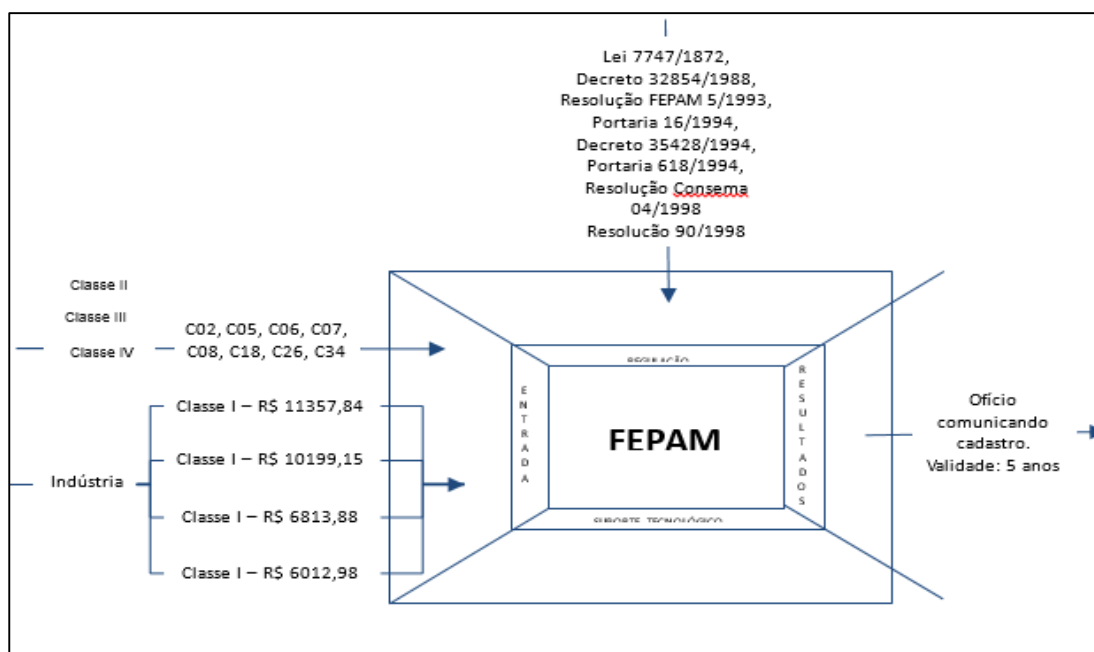 Lei 7747/1872,
Decreto 32854/1988,
Resolução FEPAM 5/1993,
Portaria 16/1994,
Decreto 35428/1994,
Portaria 618/1994,
Resolução Consema
04/1998
Resolucão 90/1998
Classe II
Classe III
Classe IV
C02, C05, C06, C07,
C08, C18, C26, C34
Indústria
Classe I – R$ 11357,84
Classe I – R$ 10199,15
Classe I – R$ 6813,88
Classe I – R$ 6012,98
REGULAÇÃO
ENTRADA
FEPAM
RESULTADOS
SUPORTE TECNOLÓGICO
Ofício
comunicando
cadastro.
Validade: 5 anos